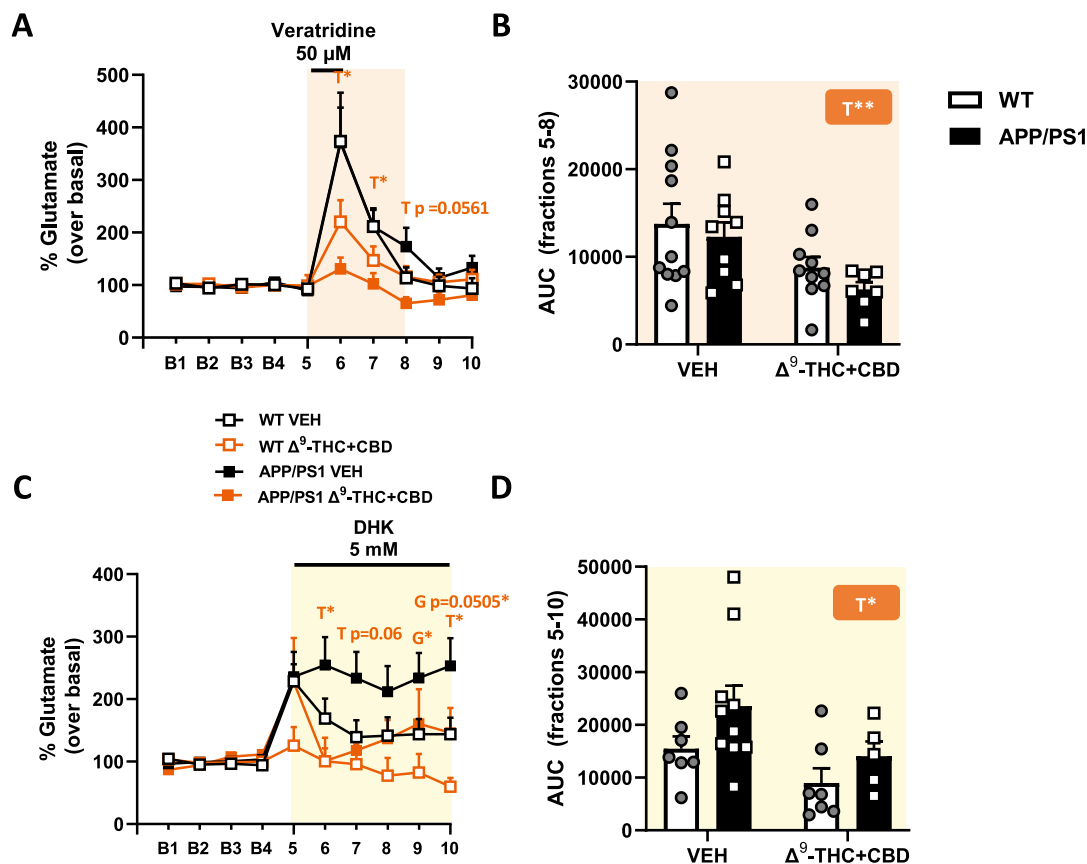 A
Veratridine
50 µM
% Glutamate
(over basal)
500
400
300
200
100
0
T*
T*
T p =0.0561
B1 B2 B3 B4 5 6 7 8 9 10
B
AUC (fractions 5-8)
30000
20000
10000
0
T**
VEH Δ⁹-THC+CBD
WT
APP/PS1
WT VEH
WT Δ⁹-THC+CBD
APP/PS1 VEH
APP/PS1 Δ⁹-THC+CBD
C
DHK
5 mM
% Glutamate
(over basal)
400
300
200
100
0
G p=0.0505*
T*
T p=0.06
G*
T*
B1 B2 B3 B4 5 6 7 8 9 10
D
AUC (fractions 5-10)
50000
40000
30000
20000
10000
0
T*
VEH Δ⁹-THC+CBD